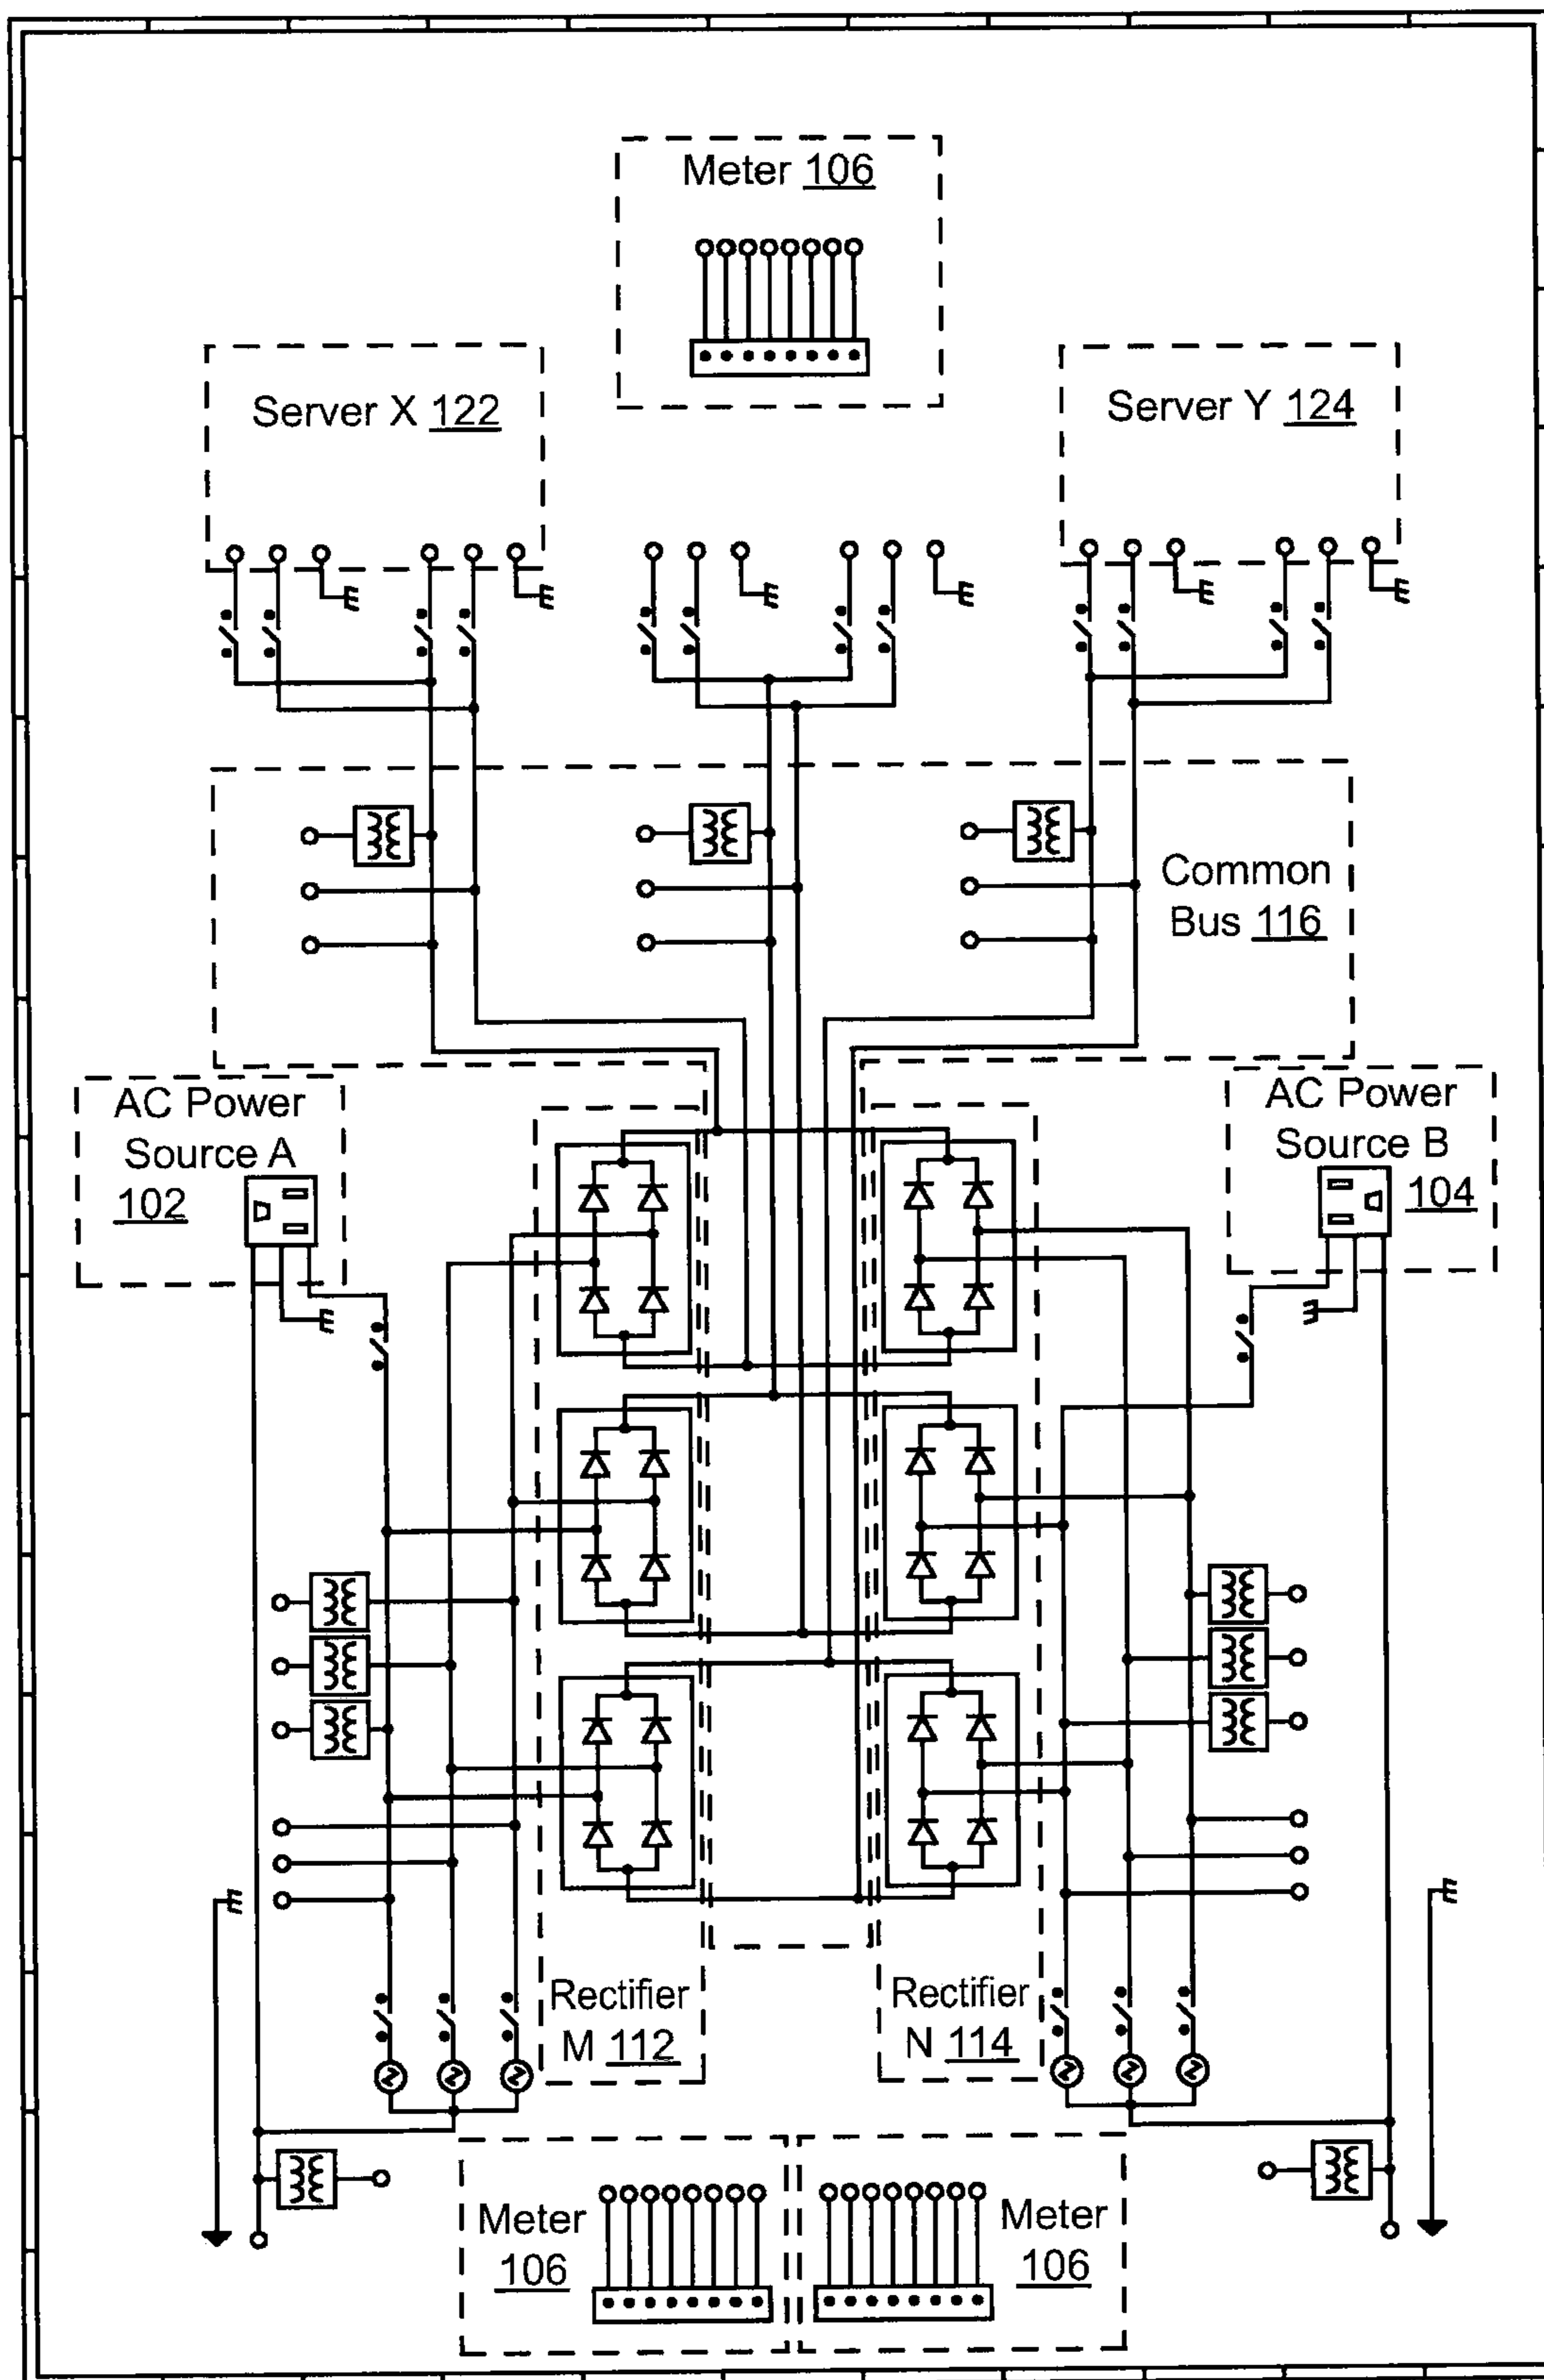 Meter 106
Server X 122
Server Y 124
Common
Bus 116
AC Power
Source A
102
AC Power
Source B
104
Rectifier
M 112
Rectifier
N 114
Meter
106
Meter
106